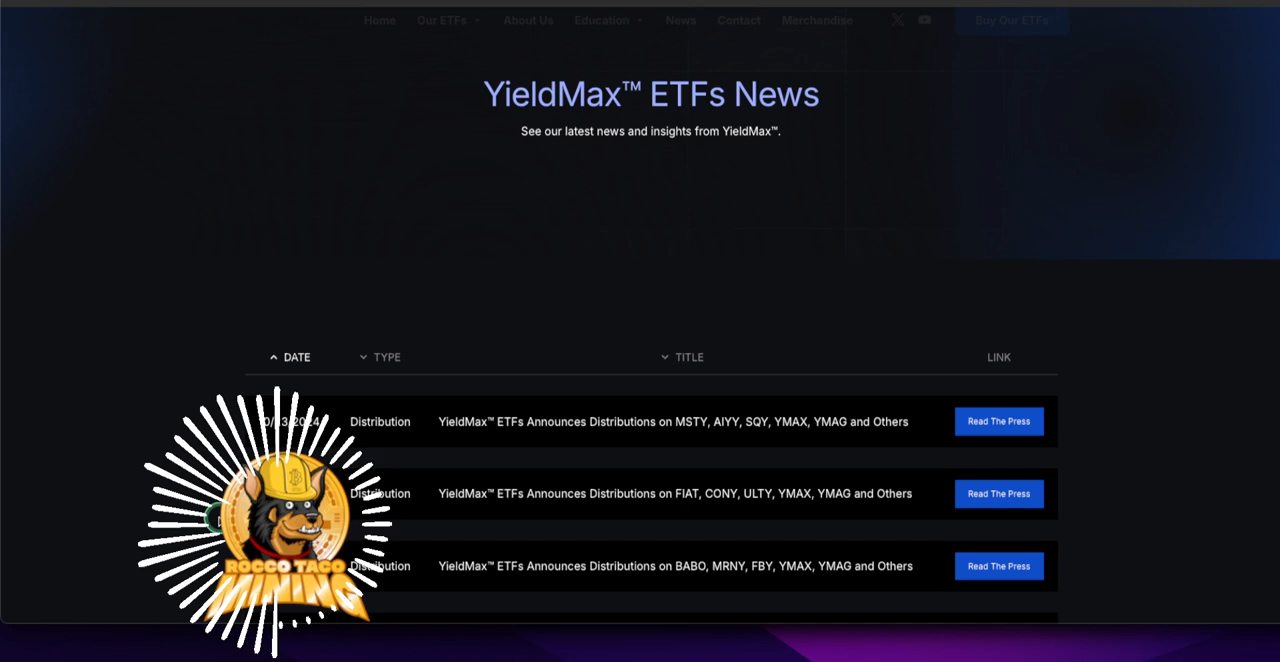 Home Our ETFs About Us Education News Contact Merchandise Buy Our ETFs
YieldMax™ ETFs News
See our latest news and insights from YieldMax™.
DATE TYPE TITLE LINK
Distribution YieldMax™ ETFs Announces Distributions on MSTY, AIYY, SQY, YMAX, YMAG and Others Read The Press
Distribution YieldMax™ ETFs Announces Distributions on FIAT, CONY, ULTY, YMAX, YMAG and Others Read The Press
Distribution YieldMax™ ETFs Announces Distributions on BABO, MRNY, FBY, YMAX, YMAG and Others Read The Press
ROCCO TACO
MINING